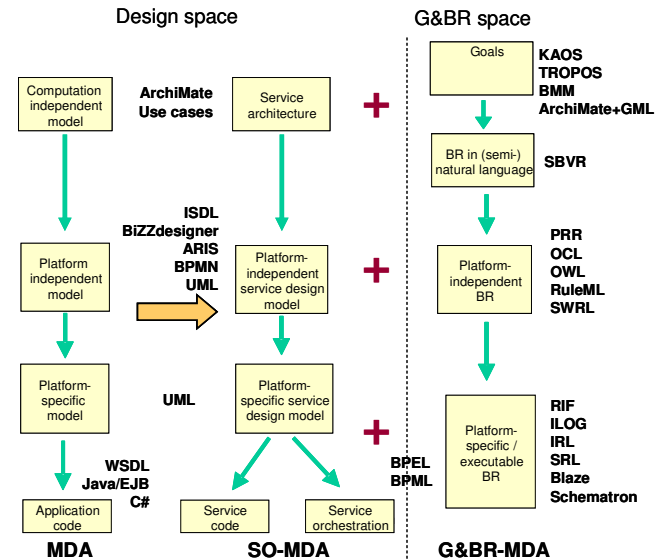 Design space
G&BR space
Computation
independent
model
ArchiMate
Use cases
Service
architecture
Goals
KAOS
TROPOS
BMM
ArchiMate+GML
BR in (semi-)
natural language
SBVR
Platform
independent
model
ISDL
BiZZdesigner
ARIS
BPMN
UML
Platform-
independent
service design
model
Platform-
independent
BR
PRR
OCL
OWL
RuleML
SWRL
Platform-
specific
model
UML
Platform-
specific service
design model
Platform-
specific /
executable
BR
RIF
ILOG
IRL
SRL
Blaze
Schematron
WSDL
Java/EJB
C#
BPEL
BPML
Application
code
Service
code
Service
orchestration
MDA
SO-MDA
G&BR-MDA